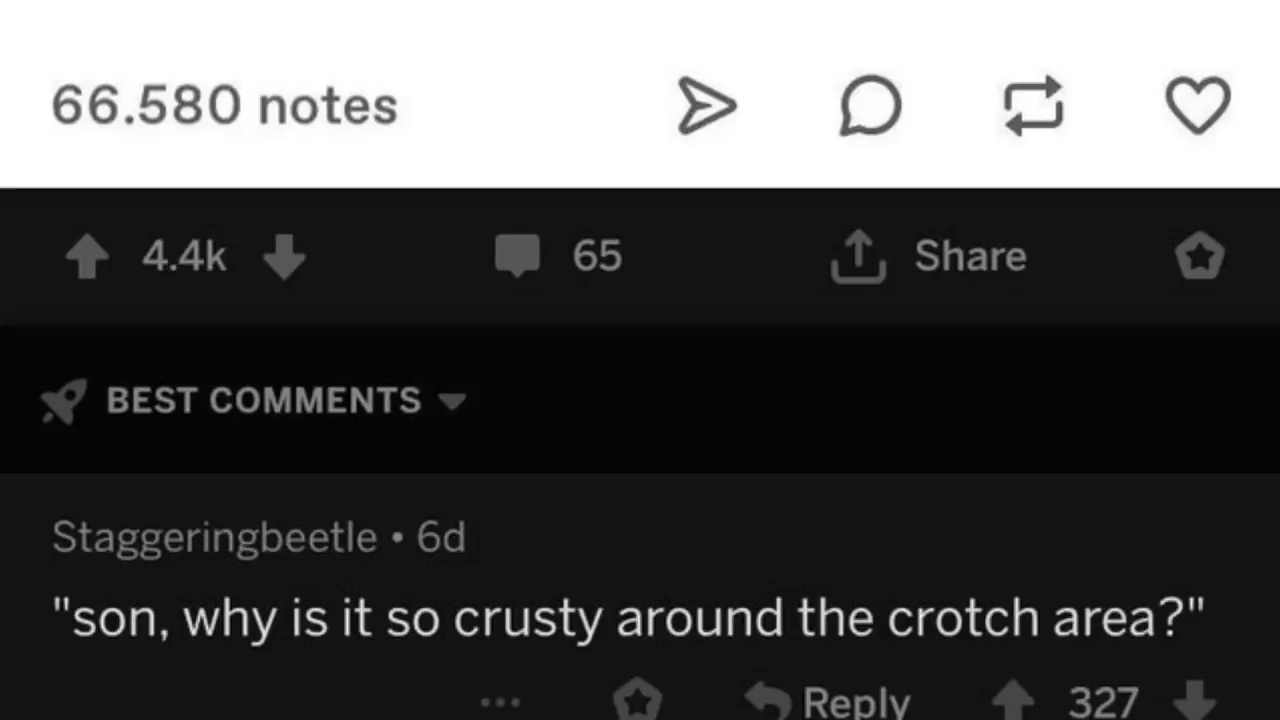 66.580 notes
4.4k 65 Share
BEST COMMENTS
Staggeringbeetle • 6d
"son, why is it so crusty around the crotch area?"
... Reply 327